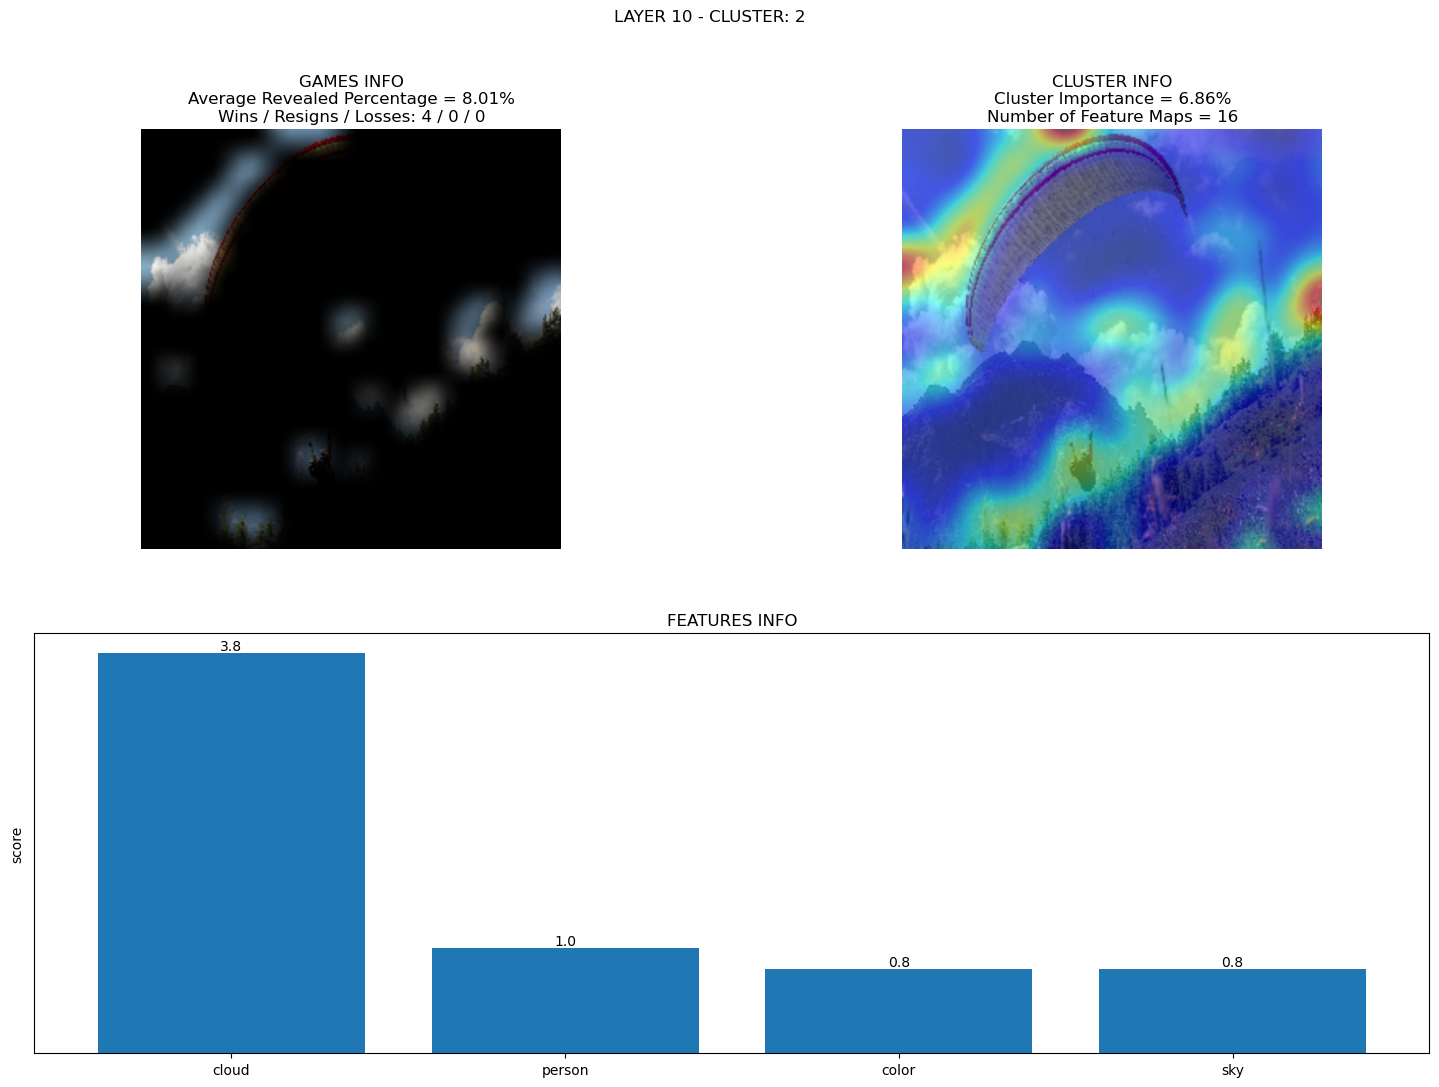 LAYER 10 - CLUSTER: 2
GAMES INFO
Average Revealed Percentage = 8.01%
Wins / Resigns / Losses: 4 / 0 / 0
CLUSTER INFO
Cluster Importance = 6.86%
Number of Feature Maps = 16
FEATURES INFO
score
3.8
1.0
0.8
0.8
cloud
person
color
sky